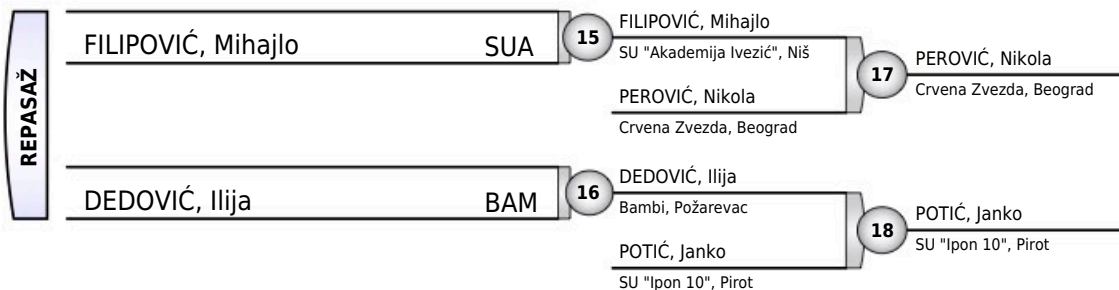 REPASAŽ
FILIPOVIĆ, Mihajlo SUA
15
FILIPOVIĆ, Mihajlo
SU "Akademija Ivezić", Niš
PEROVIĆ, Nikola
Crvena Zvezda, Beograd
17
PEROVIĆ, Nikola
Crvena Zvezda, Beograd
DEDOVIĆ, Ilija BAM
16
DEDOVIĆ, Ilija
Bambi, Požarevac
POTIĆ, Janko
SU "Ipon 10", Pirot
18
POTIĆ, Janko
SU "Ipon 10", Pirot